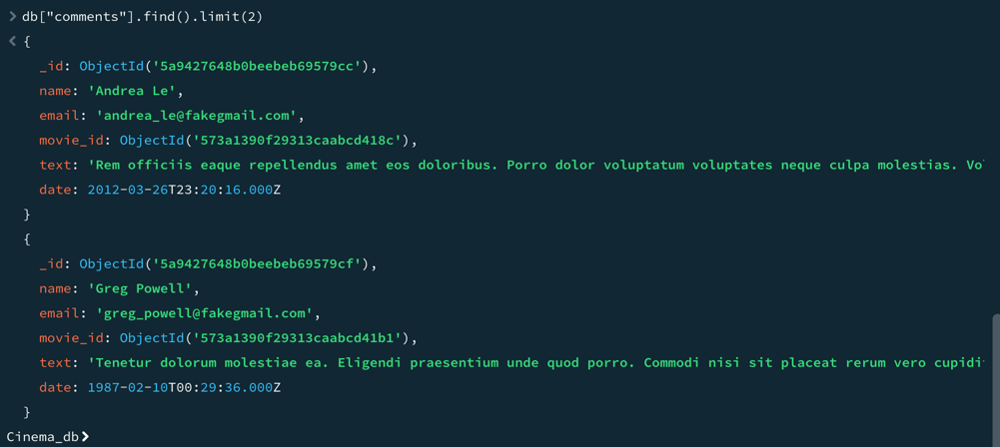 > db["comments"].find().limit(2)
< {
_id: ObjectId('5a9427648b0beebeb69579cc'),
name: 'Andrea Le',
email: 'andrea_le@fakegmail.com',
movie_id: ObjectId('573a1390f29313caabcd418c'),
text: 'Rem officiis eaque repellendus amet eos doloribus. Porro dolor voluptatum voluptates neque culpa molestias. Vol
date: 2012-03-26T23:20:16.000Z
}
{
_id: ObjectId('5a9427648b0beebeb69579cf'),
name: 'Greg Powell',
email: 'greg_powell@fakegmail.com',
movie_id: ObjectId('573a1390f29313caabcd41b1'),
text: 'Tenetur dolorum molestiae ea. Eligendi praesentium unde quod porro. Commodi nisi sit placeat rerum vero cupidit
date: 1987-02-10T00:29:36.000Z
}
Cinema_db>